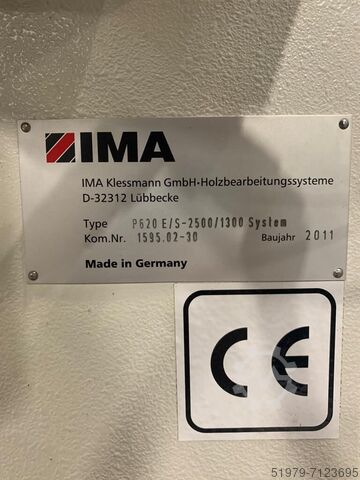 IMA
IMA Klessmann GmbH·Holzbearbeitungssysteme
D-32312 Lübbecke
Type P620 E/S-2500/1300 System
Kom.Nr. 1595.02-30 Baujahr 2011
Made in Germany
CE
51979-7123695